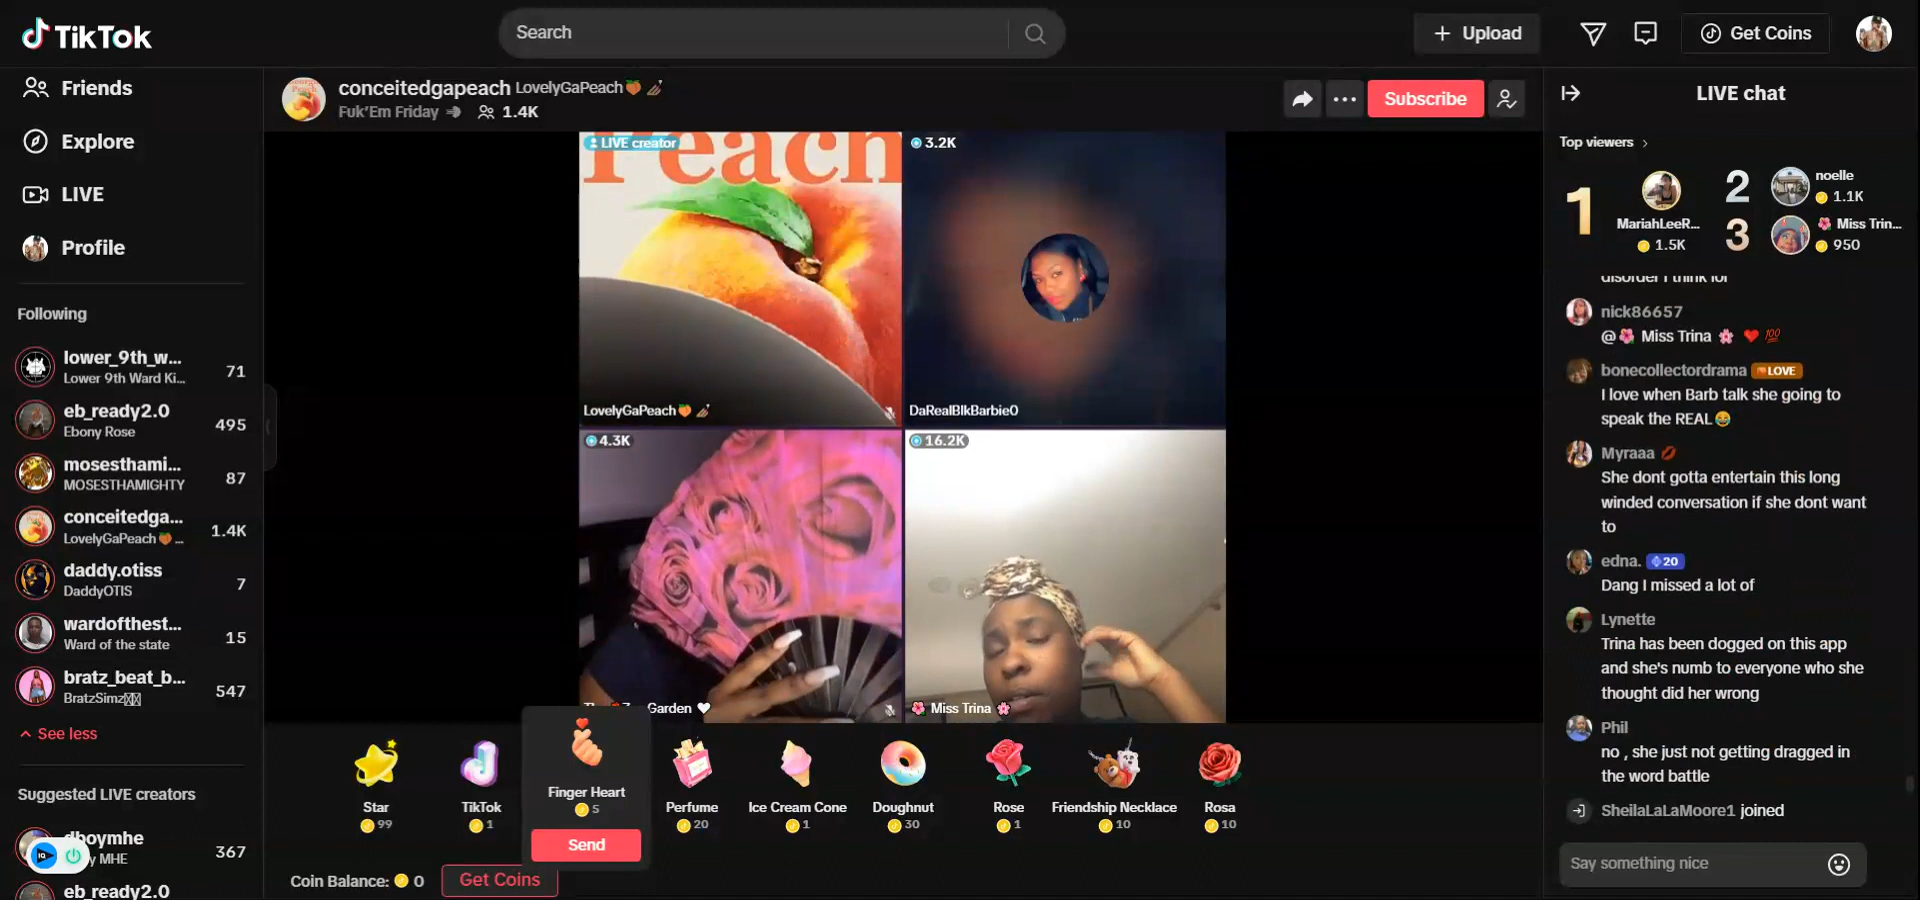 TikTok
Search
Upload
Get Coins
Friends
Explore
LIVE
Profile
Following
lower_9th_w...
Lower 9th Ward Ki...
71
eb_ready2.0
Ebony Rose
495
mosesthami...
MOSESTHAMIGHTY
87
conceitedga...
LovelyGaPeach🍑 ...
1.4K
daddy.otiss
DaddyOTIS
7
wardofthest...
Ward of the state
15
bratz_beat_b...
BratzSimz
547
See less
Suggested LIVE creators
dboymhe
y MHE
367
eb_ready2.0
conceitedgapeach LovelyGaPeach🍑💅🏾
Fuk'Em Friday 1.4K
Subscribe
Peach
LIVE creator
LovelyGaPeach🍑💅🏾
3.2K
DaRealBlkBarbie0
4.3K
Garden 🤍
16.2K
🌸 Miss Trina 🌸
Star
99
TikTok
1
Finger Heart
5
Send
Perfume
20
Ice Cream Cone
1
Doughnut
30
Rose
1
Friendship Necklace
10
Rosa
10
Coin Balance: 0
Get Coins
LIVE chat
Top viewers
1
MariahLeeR...
1.5K
2
noelle
1.1K
3
🌸 Miss Trin...
950
disorder I think lol
nick86657
@🌸 Miss Trina 🌸 ❤️ 💯
bonecollectordrama LOVE
I love when Barb talk she going to
speak the REAL😂
Myraaa 💋
She dont gotta entertain this long
winded conversation if she dont want
to
edna. 20
Dang I missed a lot of
Lynette
Trina has been dogged on this app
and she's numb to everyone who she
thought did her wrong
Phil
no , she just not getting dragged in
the word battle
SheilaLaLaMoore1 joined
Say something nice